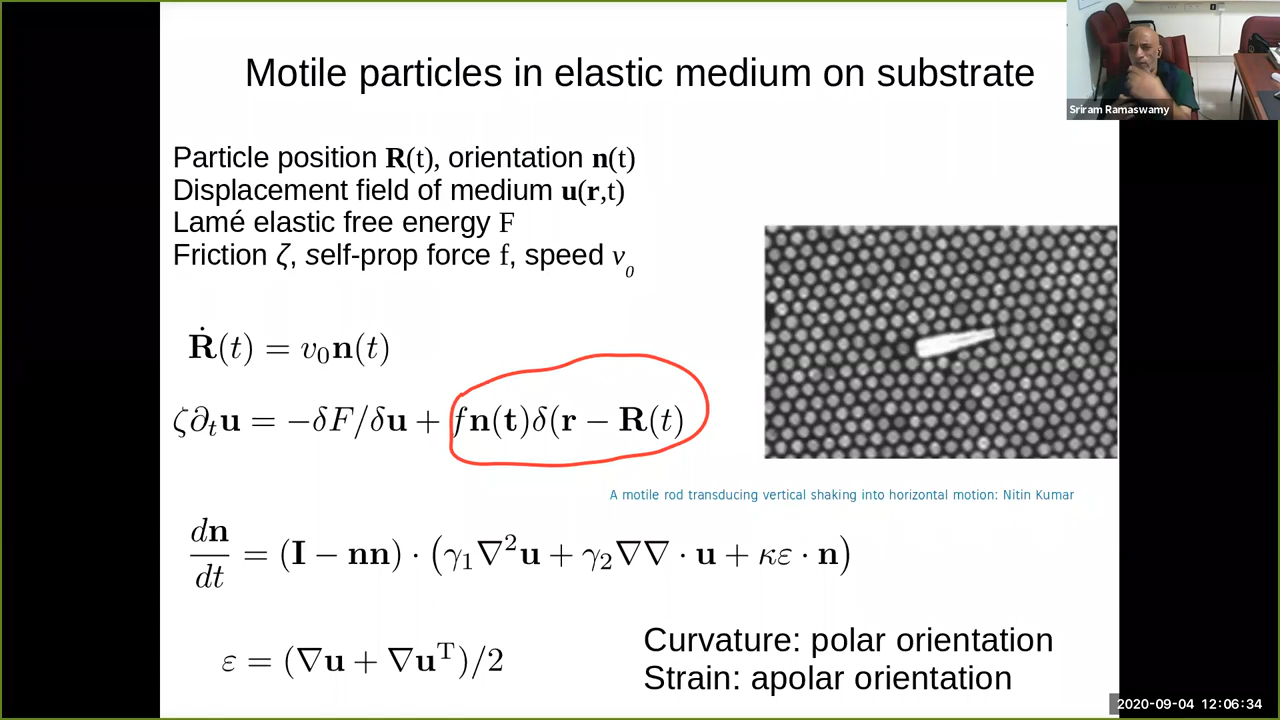 Motile particles in elastic medium on substrate
Sriram Ramaswamy
Particle position R(t), orientation n(t)
Displacement field of medium u(r,t)
Lamé elastic free energy F
Friction ζ, self-prop force f, speed v₀
Ṙ(t) = v₀n(t)
ζ∂ₜu = −δF/δu + fn(t)δ(r − R(t)
A motile rod transducing vertical shaking into horizontal motion: Nitin Kumar
dn/dt = (I − nn) · (γ₁∇²u + γ₂∇∇ · u + κε · n)
ε = (∇u + ∇uᵀ)/2
Curvature: polar orientation
Strain: apolar orientation
2020-09-04 12:06:34